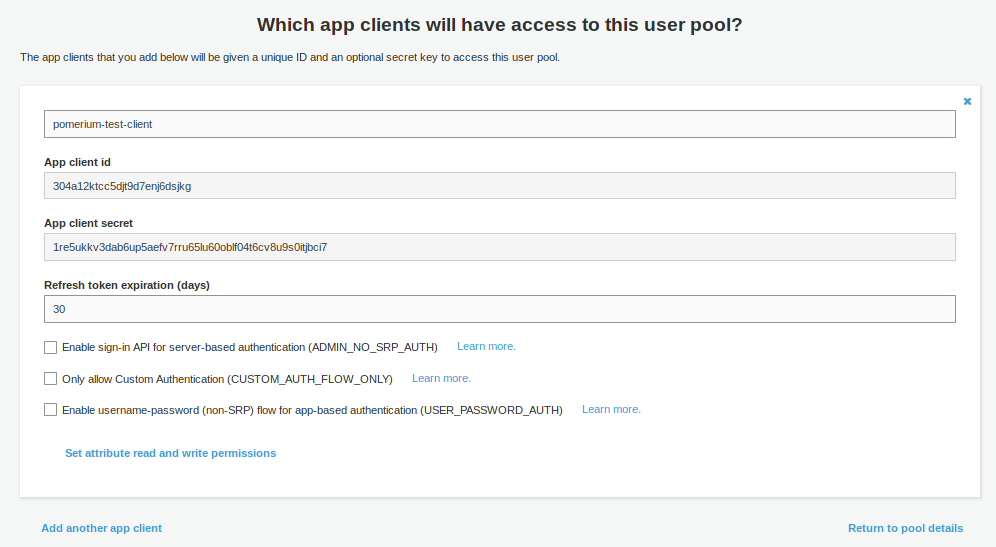 Which app clients will have access to this user pool?
The app clients that you add below will be given a unique ID and an optional secret key to access this user pool.
pomerium-test-client
App client id
304a12ktcc5djt9d7enj6dsjkg
App client secret
1re5ukkv3dab6up5aefv7rru65lu60oblf04t6cv8u9s0itjbci7
Refresh token expiration (days)
30
Enable sign-in API for server-based authentication (ADMIN_NO_SRP_AUTH) Learn more.
Only allow Custom Authentication (CUSTOM_AUTH_FLOW_ONLY) Learn more.
Enable username-password (non-SRP) flow for app-based authentication (USER_PASSWORD_AUTH) Learn more.
Set attribute read and write permissions
Add another app client Return to pool details